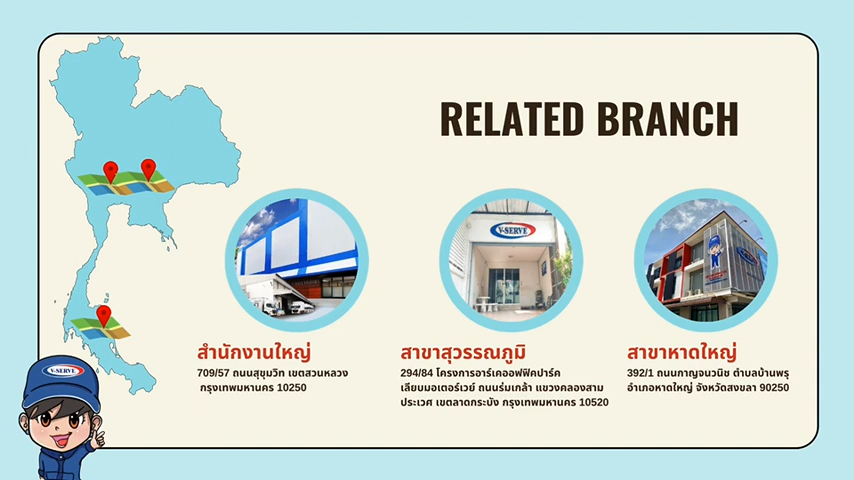 RELATED BRANCH
V-SERVE
สำนักงานใหญ่
709/57 ถนนสุขุมวิท เขตสวนหลวง
กรุงเทพมหานคร 10250
สาขาสุวรรณภูมิ
294/84 โครงการอาร์เคออฟฟิคปาร์ค
เลียบมอเตอร์เวย์ ถนนร่มเกล้า แขวงคลองสาม
ประเวศ เขตลาดกระบัง กรุงเทพมหานคร 10520
สาขาหาดใหญ่
392/1 ถนนกาญจนวนิช ตำบลบ้านพรุ
อำเภอหาดใหญ่ จังหวัดสงขลา 90250
V-SERVE